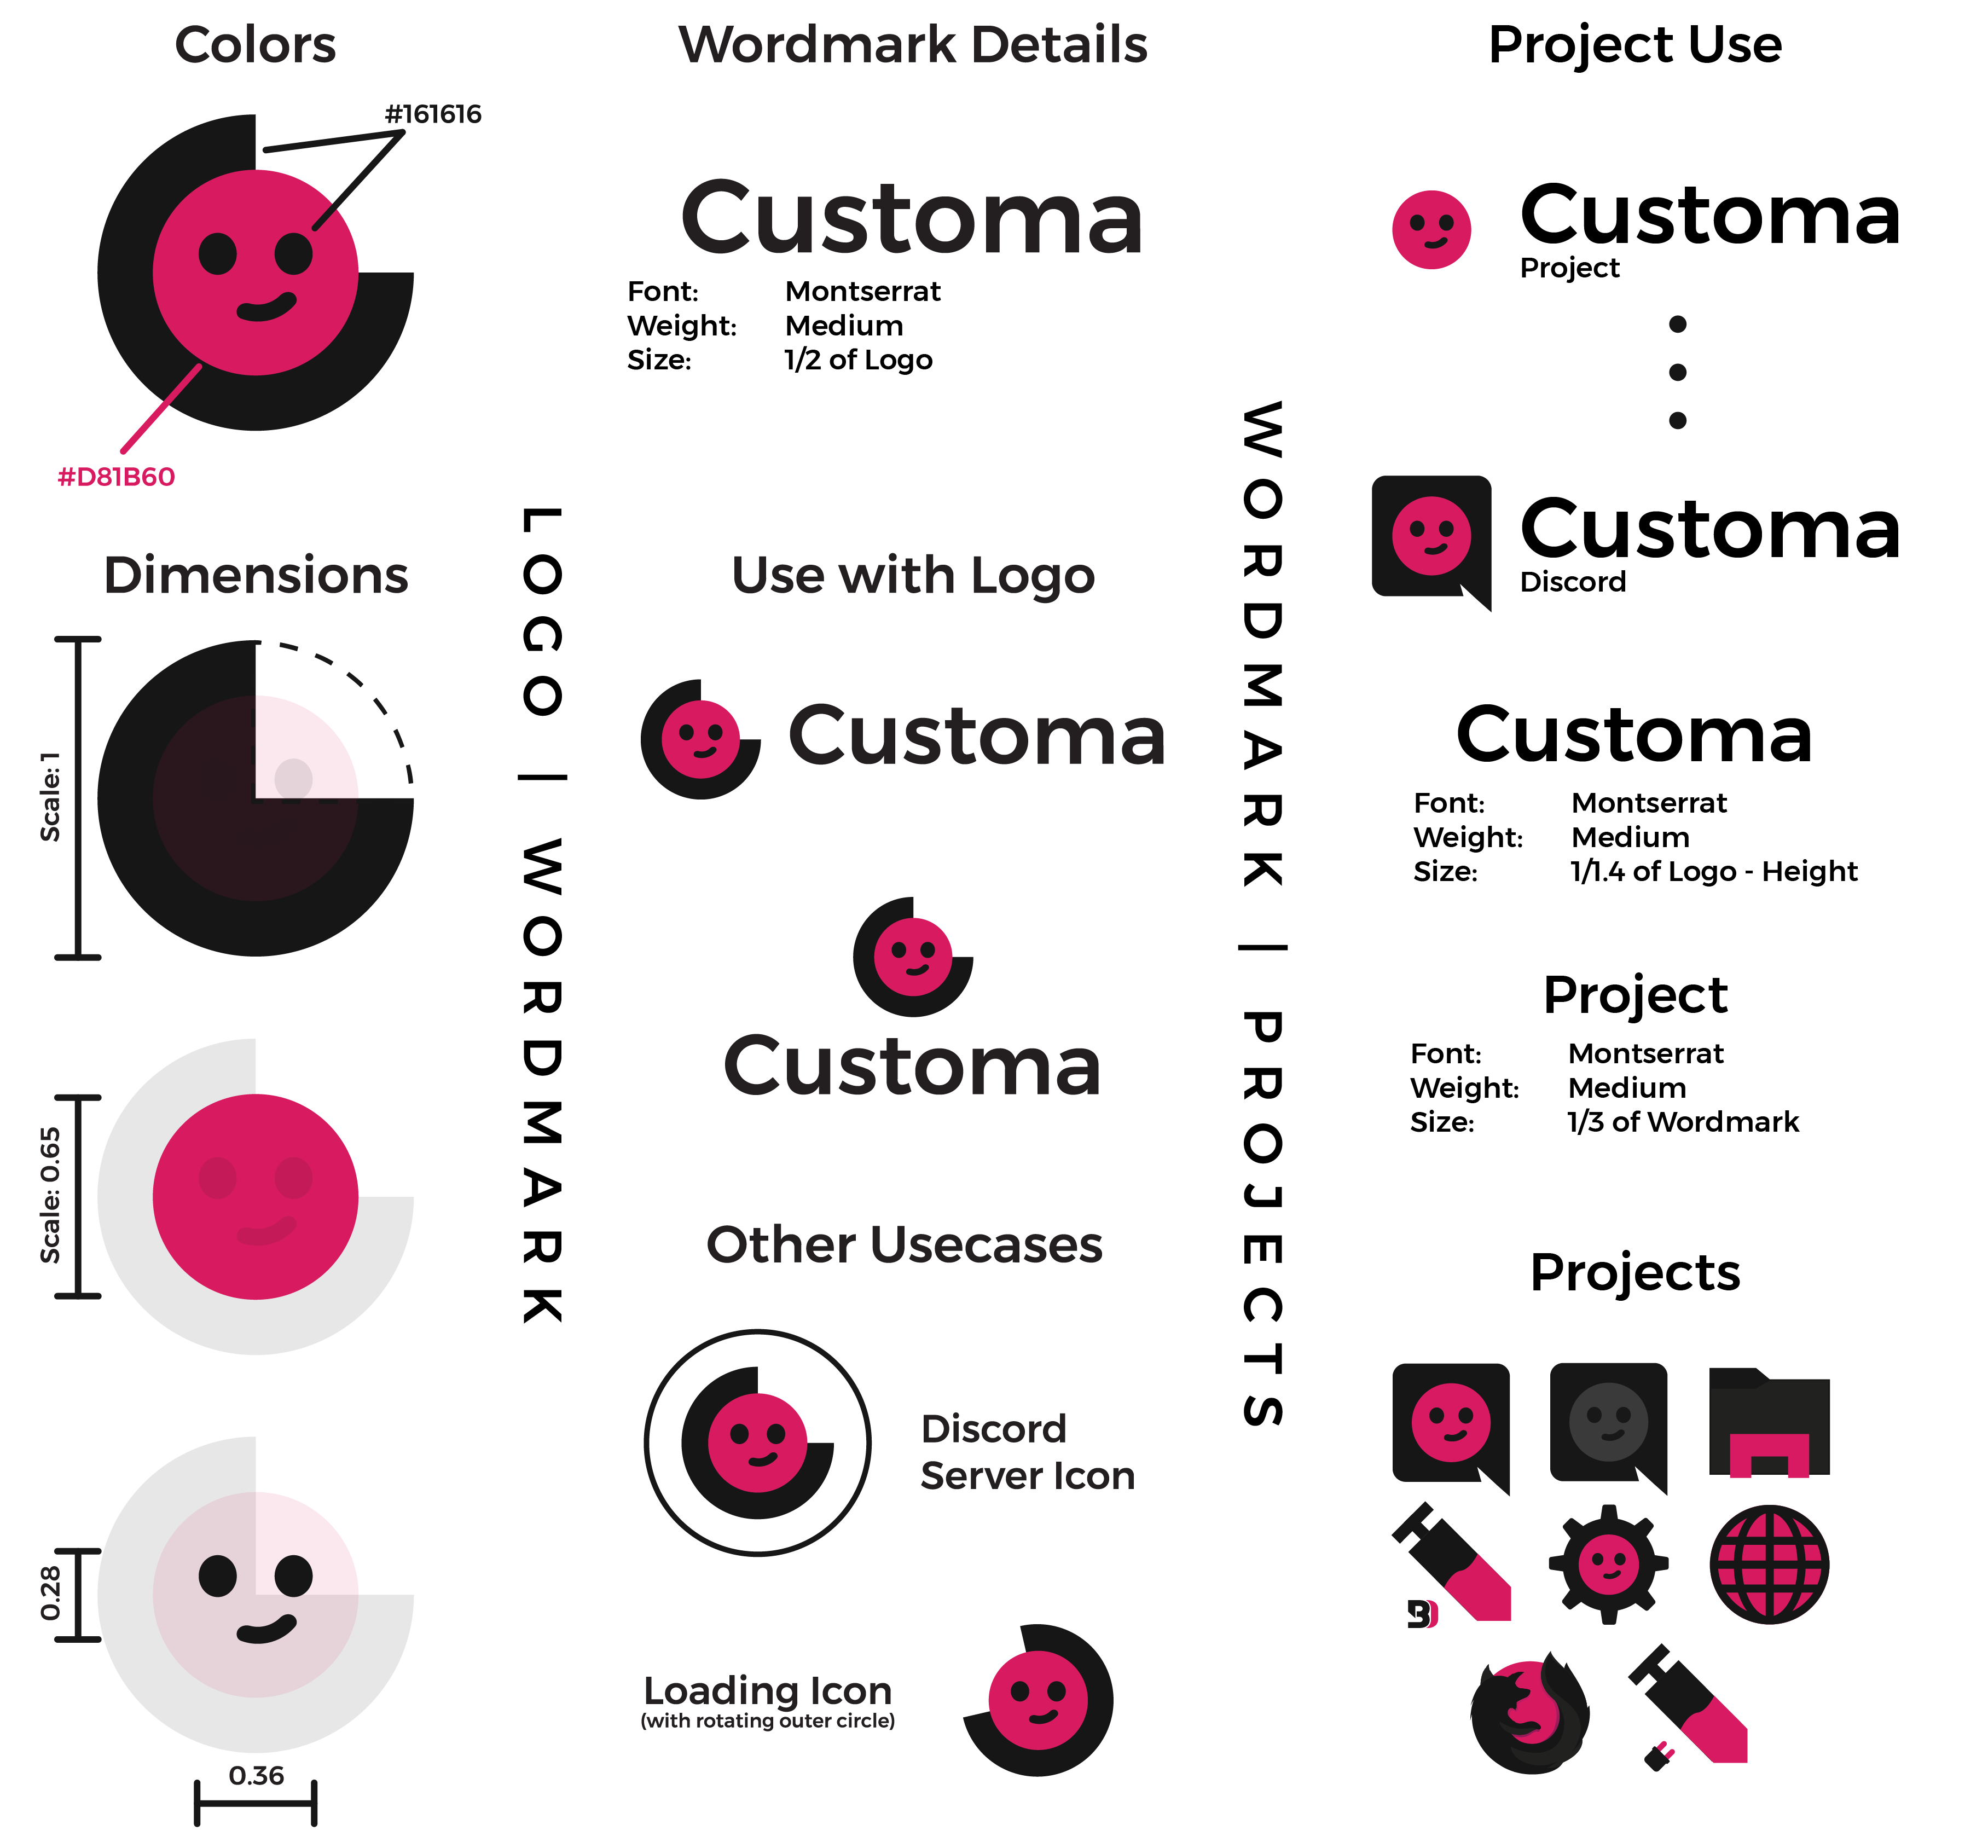 Colors
#161616
#D81B60
Dimensions
Scale: 1
Scale: 0.65
0.28
0.36
LOGO | WORDMARK
Wordmark Details
Customa
Font: Montserrat
Weight: Medium
Size: 1/2 of Logo
Use with Logo
Customa
Customa
Other Usecases
Discord
Server Icon
Loading Icon
(with rotating outer circle)
WORDMARK | PROJECTS
Project Use
Customa
Project
Customa
Discord
Customa
Font: Montserrat
Weight: Medium
Size: 1/1.4 of Logo - Height
Project
Font: Montserrat
Weight: Medium
Size: 1/3 of Wordmark
Projects